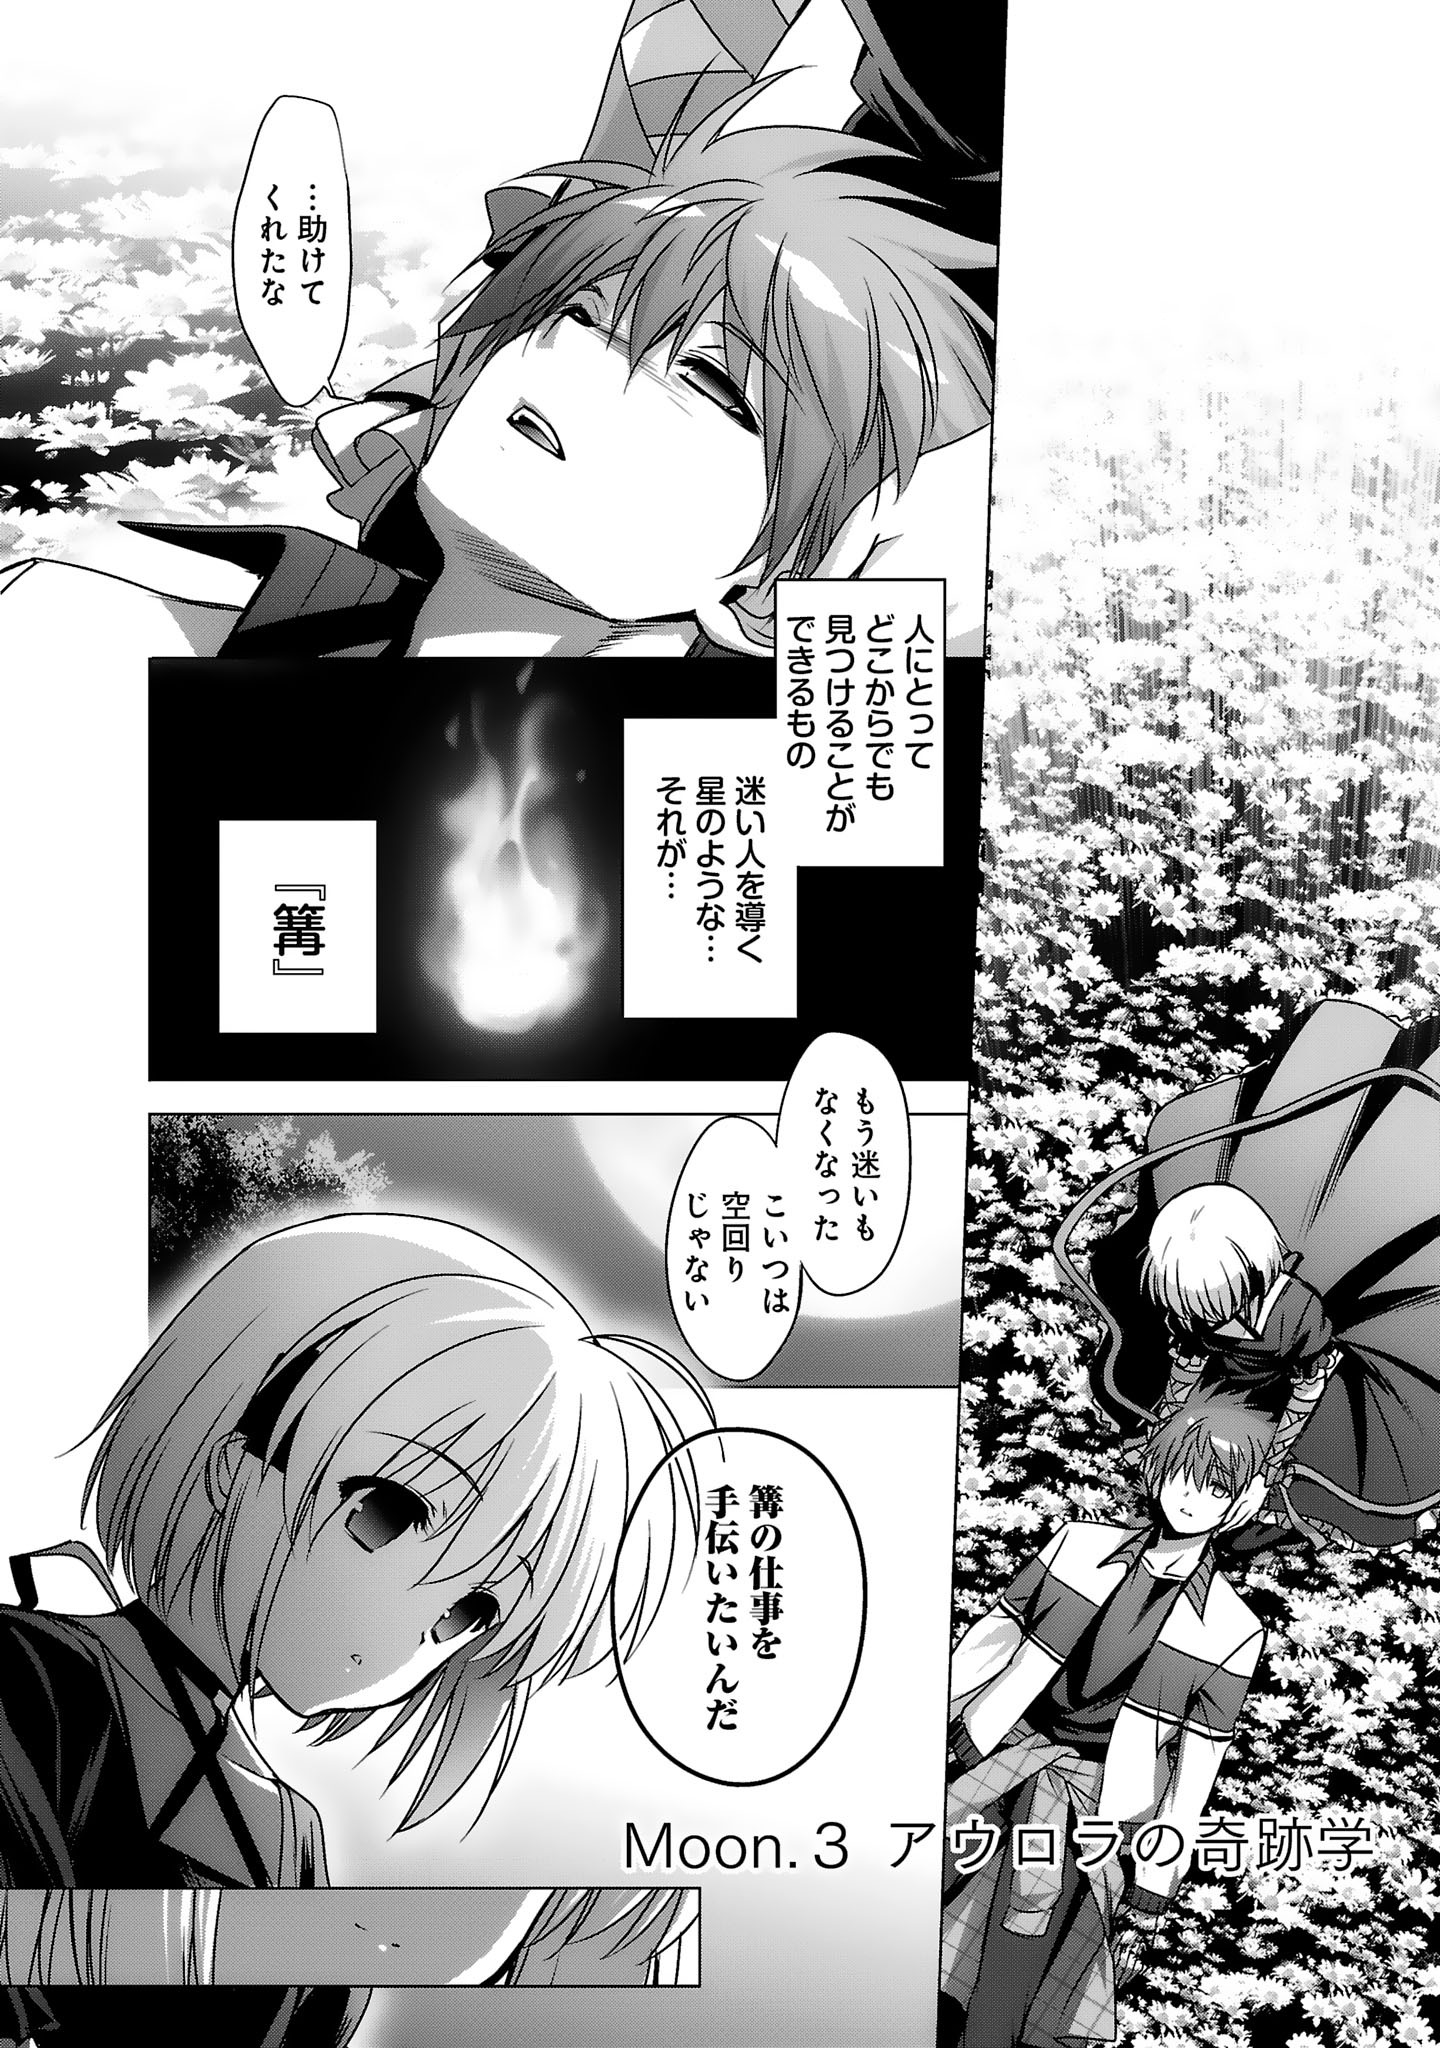 …助けて
くれたな
人にとって
どこからでも
見つけることが
できるもの
迷い人を導く
星のような…
それが…
『篝』
もう迷いも
なくなった
こいつは
空回り
じゃない
篝の仕事を
手伝いたいんだ
Moon.3 アウロラの奇跡学